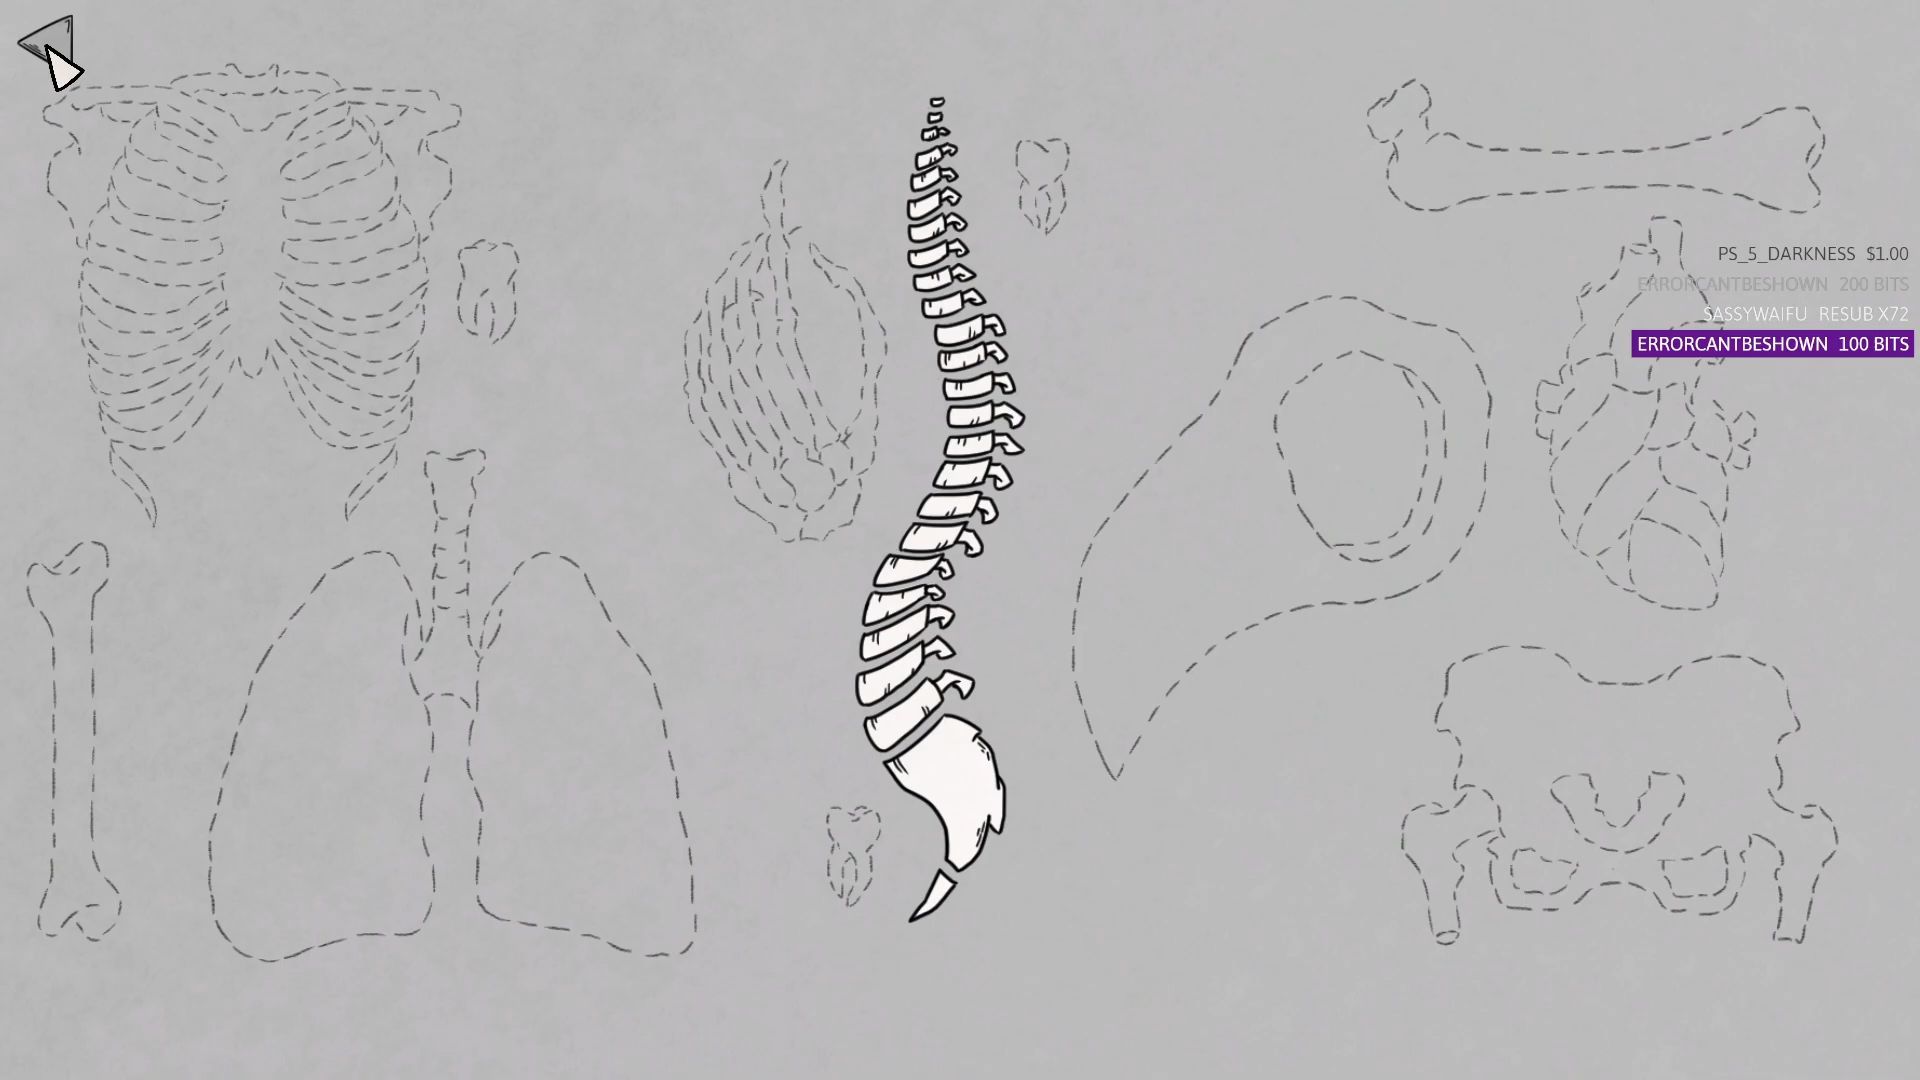 PS_5_DARKNESS $1.00
ERRORCANTBESHOWN 200 BITS
SASSYWAIFU RESUB X72
ERRORCANTBESHOWN 100 BITS